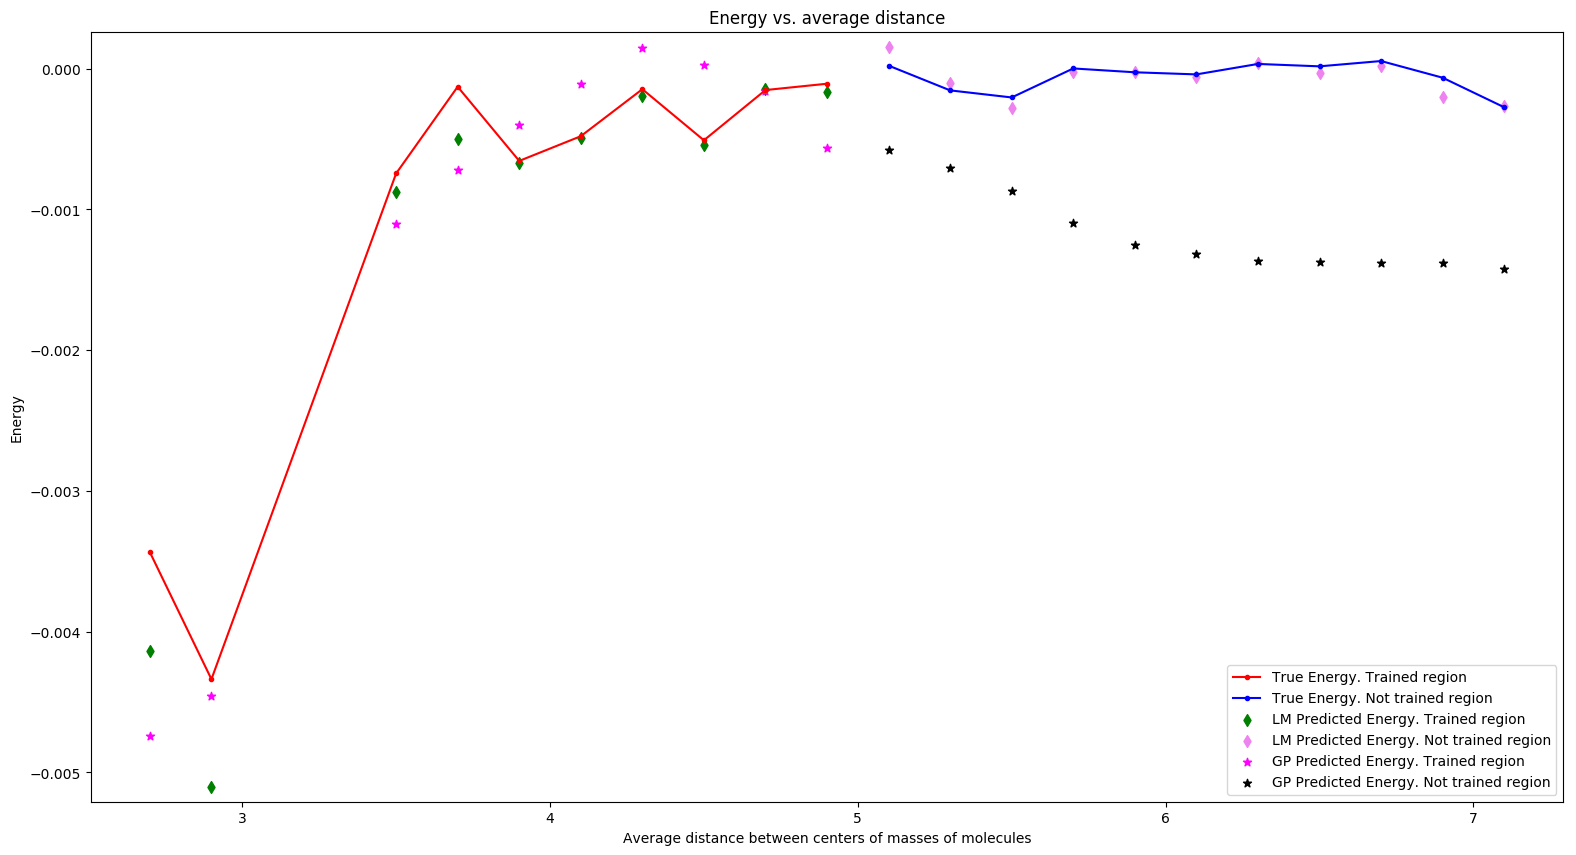 Energy vs. average distance
0.000
−0.001
−0.002
−0.003
−0.004
−0.005
Energy
3 4 5 6 7
Average distance between centers of masses of molecules
True Energy. Trained region
True Energy. Not trained region
LM Predicted Energy. Trained region
LM Predicted Energy. Not trained region
GP Predicted Energy. Trained region
GP Predicted Energy. Not trained region